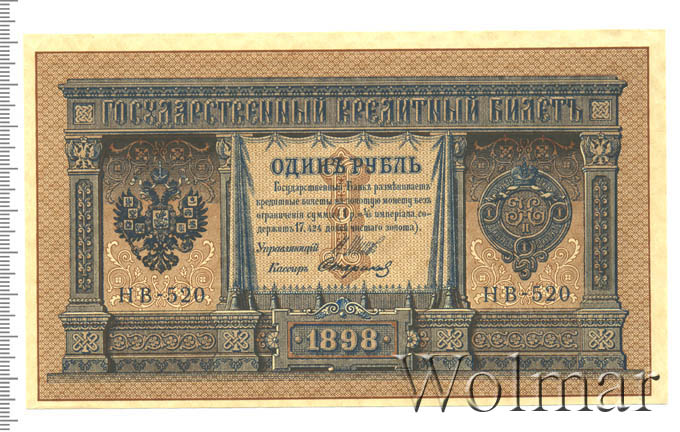 ГОСУДАРСТВЕННЫЙ КРЕДИТНЫЙ БИЛЕТЪ
ОДИНЪ РУБЛЬ
Государственный Банкъ размѣниваетъ
кредитные билеты на золотую монету безъ
ограниченія суммы (1 р. = 1/15 имперіала, со-
держитъ 17,424 долей чистаго золота).
Управляющій
Кассиръ
НВ-520
НВ-520
1898
Wolmar